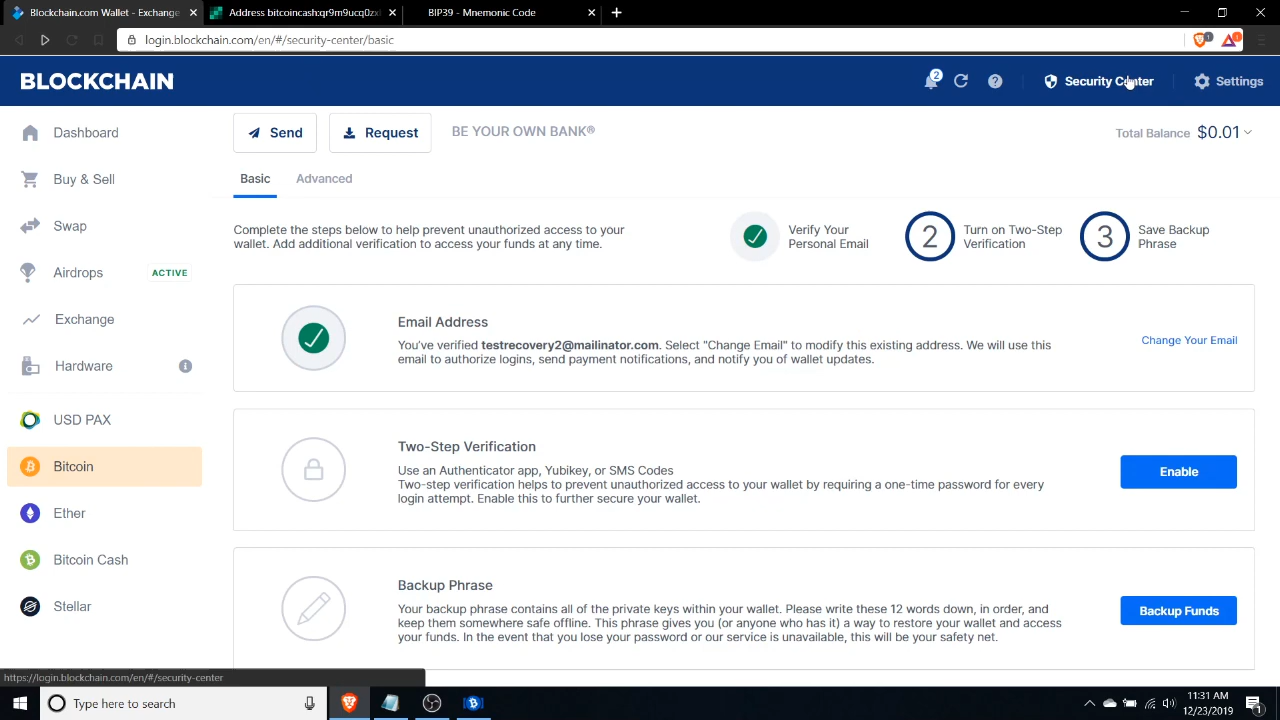 Blockchain.com Wallet - Exchange
Address bitcoincash:qr9m9ucq0zxl
BIP39 - Mnemonic Code
login.blockchain.com/en/#/security-center/basic
1
1
BLOCKCHAIN
2
Security Center
Settings
Dashboard
Send
Request
BE YOUR OWN BANK®
Total Balance $0.01
Buy & Sell
Basic
Advanced
Swap
Complete the steps below to help prevent unauthorized access to your
wallet. Add additional verification to access your funds at any time.
Verify Your
Personal Email
2
Turn on Two-Step
Verification
3
Save Backup
Phrase
Airdrops
ACTIVE
Exchange
Hardware
Email Address
You've verified testrecovery2@mailinator.com. Select "Change Email" to modify this existing address. We will use this
email to authorize logins, send payment notifications, and notify you of wallet updates.
Change Your Email
USD PAX
Bitcoin
Ether
Bitcoin Cash
Stellar
Two-Step Verification
Use an Authenticator app, Yubikey, or SMS Codes
Two-step verification helps to prevent unauthorized access to your wallet by requiring a one-time password for every
login attempt. Enable this to further secure your wallet.
Enable
Backup Phrase
Your backup phrase contains all of the private keys within your wallet. Please write these 12 words down, in order, and
keep them somewhere safe offline. This phrase gives you (or anyone who has it) a way to restore your wallet and access
your funds. In the event that you lose your password or our service is unavailable, this will be your safety net.
Backup Funds
https://login.blockchain.com/en/#/security-center
Type here to search
11:31 AM
12/23/2019
1